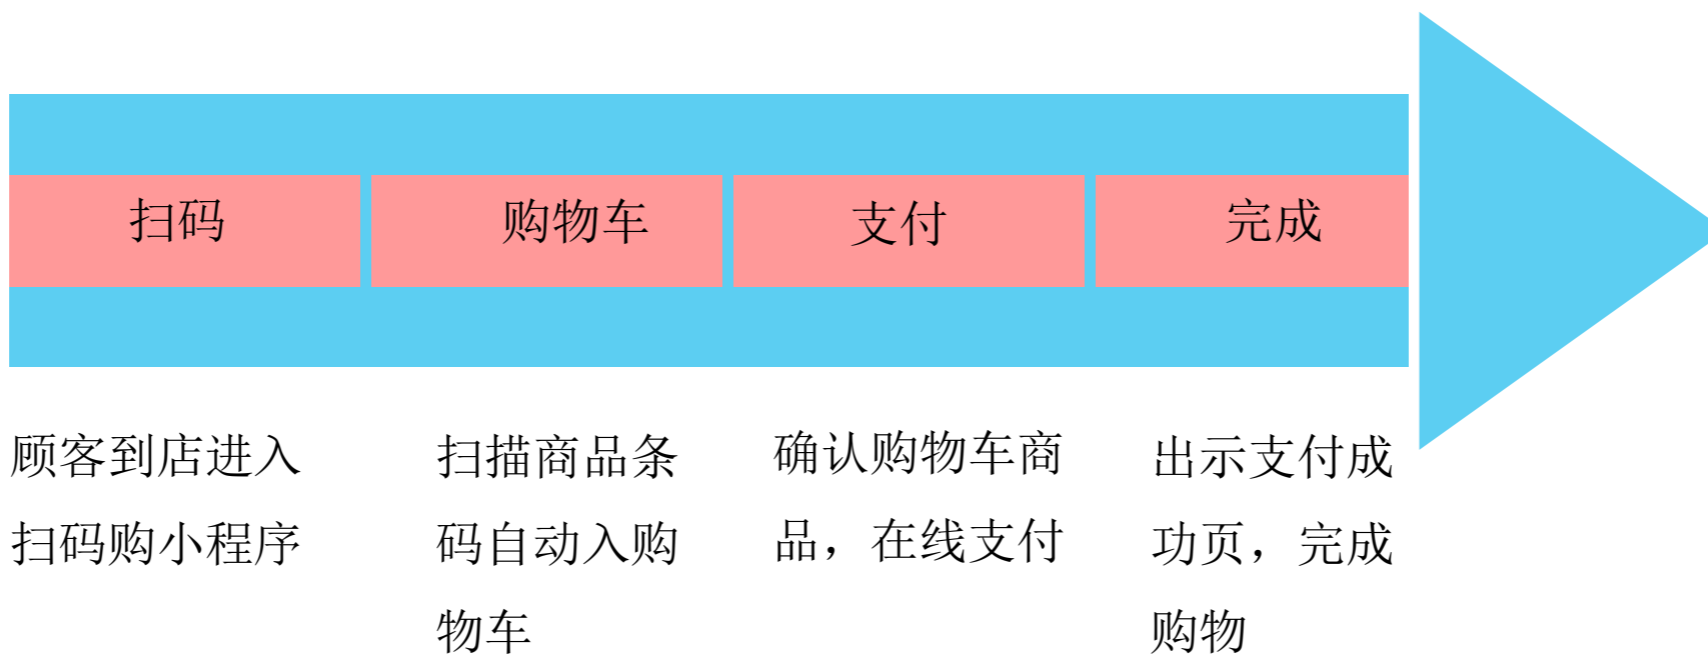 扫码
购物车
支付
完成
顾客到店进入
扫码购小程序
扫描商品条
码自动入购
物车
确认购物车商
品，在线支付
出示支付成
功页，完成
购物